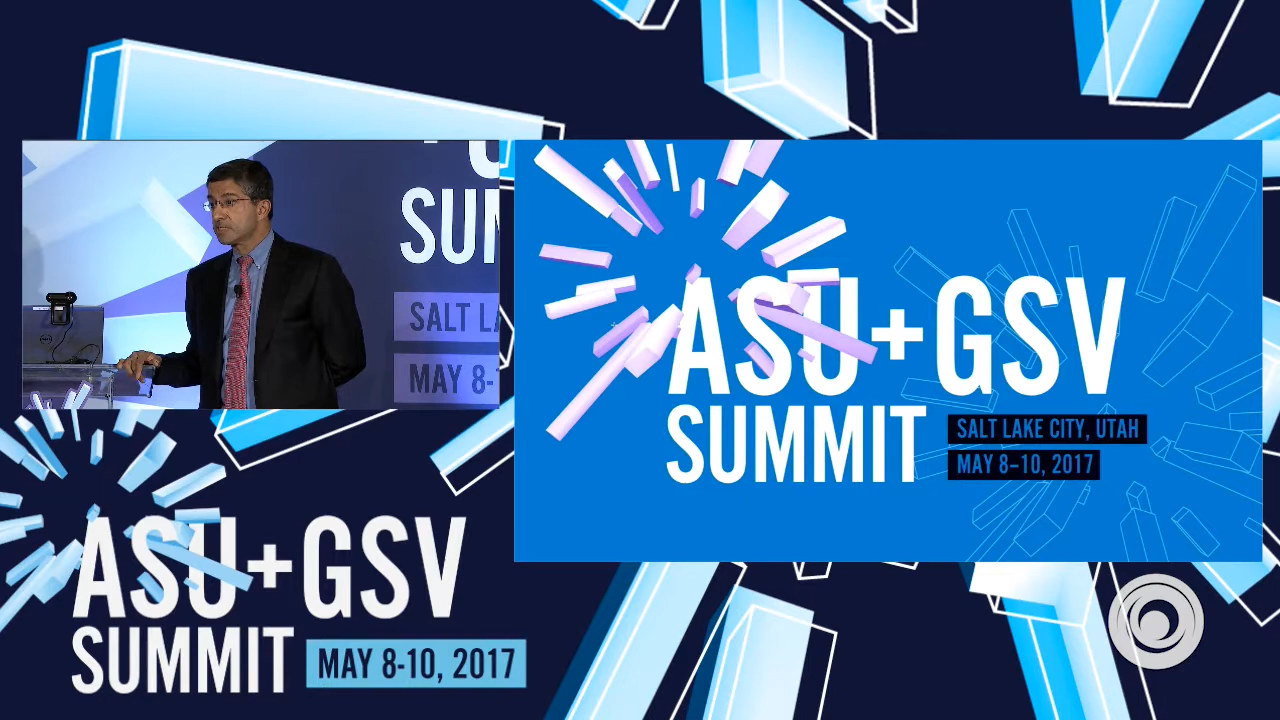 SUM
SALT LA
MAY 8-1
ASU+GSV
SUMMIT
SALT LAKE CITY, UTAH
MAY 8-10, 2017
ASU+GSV
SUMMIT
MAY 8-10, 2017